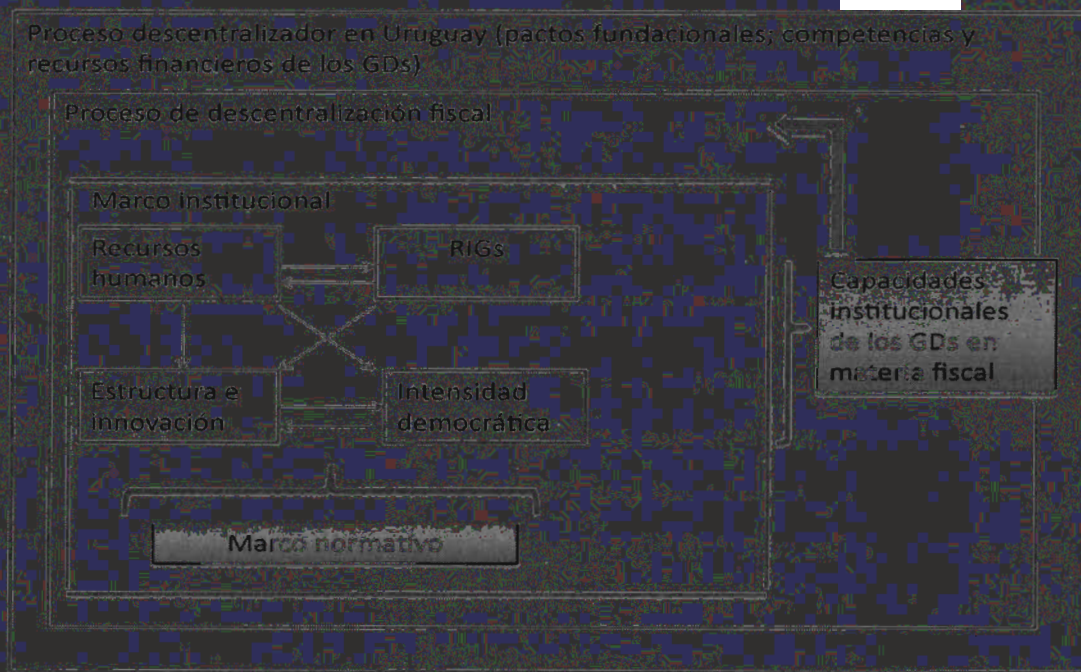 Proceso descentralizador en Uruguay (pactos fundacionales; competencias y
recursos financieros de los GDs)
Proceso de descentralización fiscal
Marco institucional
Recursos
humanos
RIGs
Estructura e
innovación
Intensidad
democrática
Marco normativo
Capacidades
institucionales
de los GDs en
materia fiscal